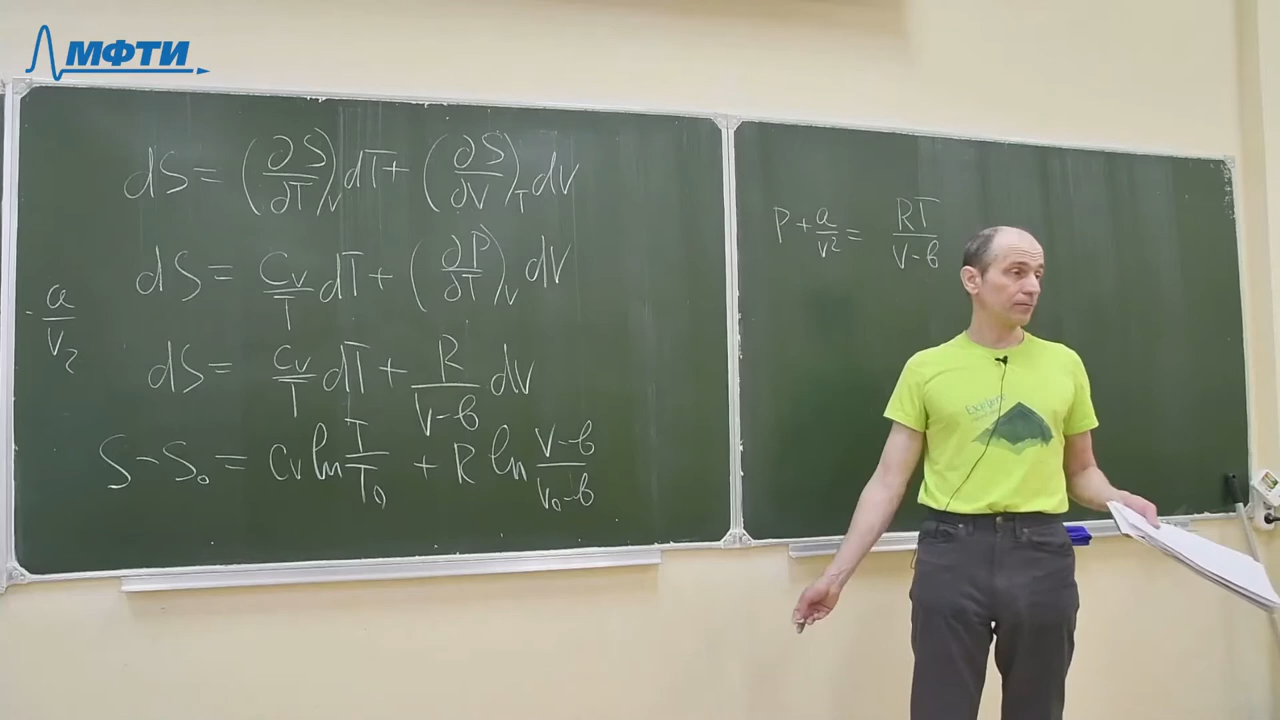 МФТИ
dS = (∂S/∂T)_V dT + (∂S/∂V)_T dV
dS = C_V/T dT + (∂P/∂T)_V dV
- a/V2
dS = C_V/T dT + R/(V-в) dV
S - S₀ = C_V ln T/T₀ + R ln (V-в)/(V₀-в)
P + a/V² = RT/(V-в)